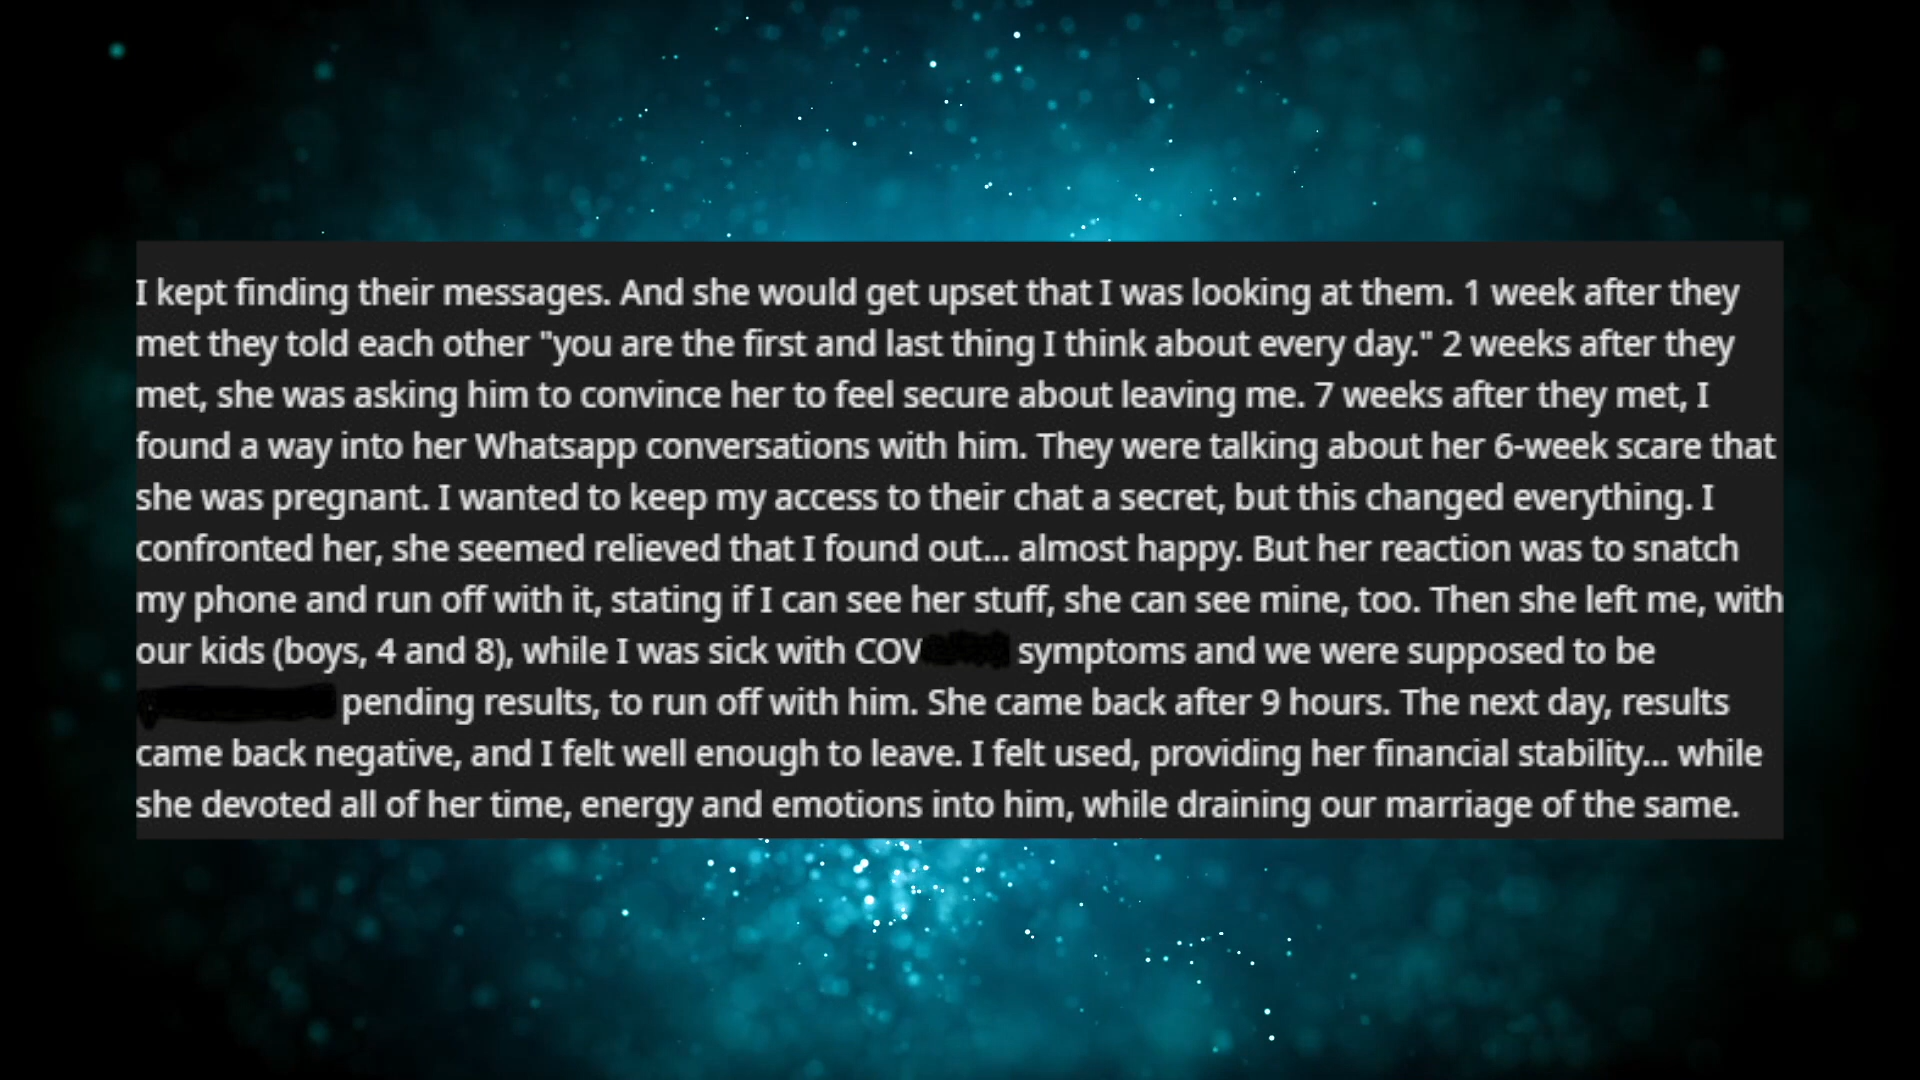 I kept finding their messages. And she would get upset that I was looking at them. 1 week after they
met they told each other "you are the first and last thing I think about every day." 2 weeks after they
met, she was asking him to convince her to feel secure about leaving me. 7 weeks after they met, I
found a way into her Whatsapp conversations with him. They were talking about her 6-week scare that
she was pregnant. I wanted to keep my access to their chat a secret, but this changed everything. I
confronted her, she seemed relieved that I found out... almost happy. But her reaction was to snatch
my phone and run off with it, stating if I can see her stuff, she can see mine, too. Then she left me, with
our kids (boys, 4 and 8), while I was sick with COV symptoms and we were supposed to be
pending results, to run off with him. She came back after 9 hours. The next day, results
came back negative, and I felt well enough to leave. I felt used, providing her financial stability... while
she devoted all of her time, energy and emotions into him, while draining our marriage of the same.